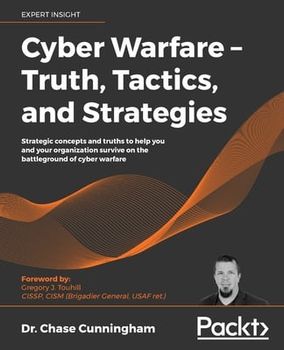 EXPERT INSIGHT
Cyber Warfare –
Truth, Tactics,
and Strategies
Strategic concepts and truths to help you
and your organization survive on the
battleground of cyber warfare
Foreword by:
Gregory J. Touhill
CISSP, CISM (Brigadier General, USAF ret.)
Dr. Chase Cunningham
Packt>